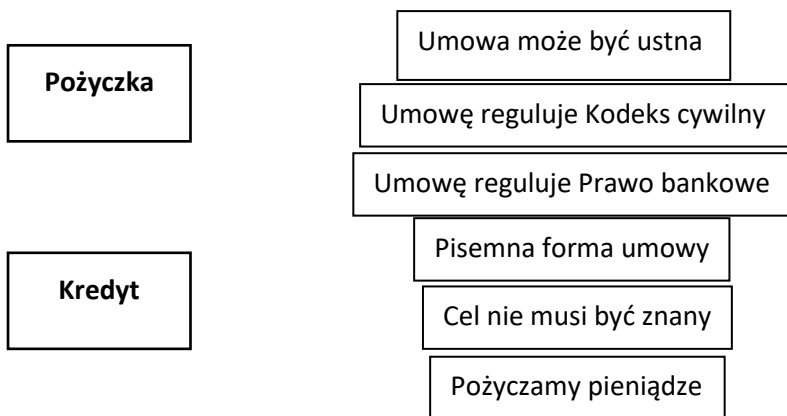 Umowa może być ustna
Pożyczka
Umowę reguluje Kodeks cywilny
Umowę reguluje Prawo bankowe
Pisemna forma umowy
Kredyt
Cel nie musi być znany
Pożyczamy pieniądze